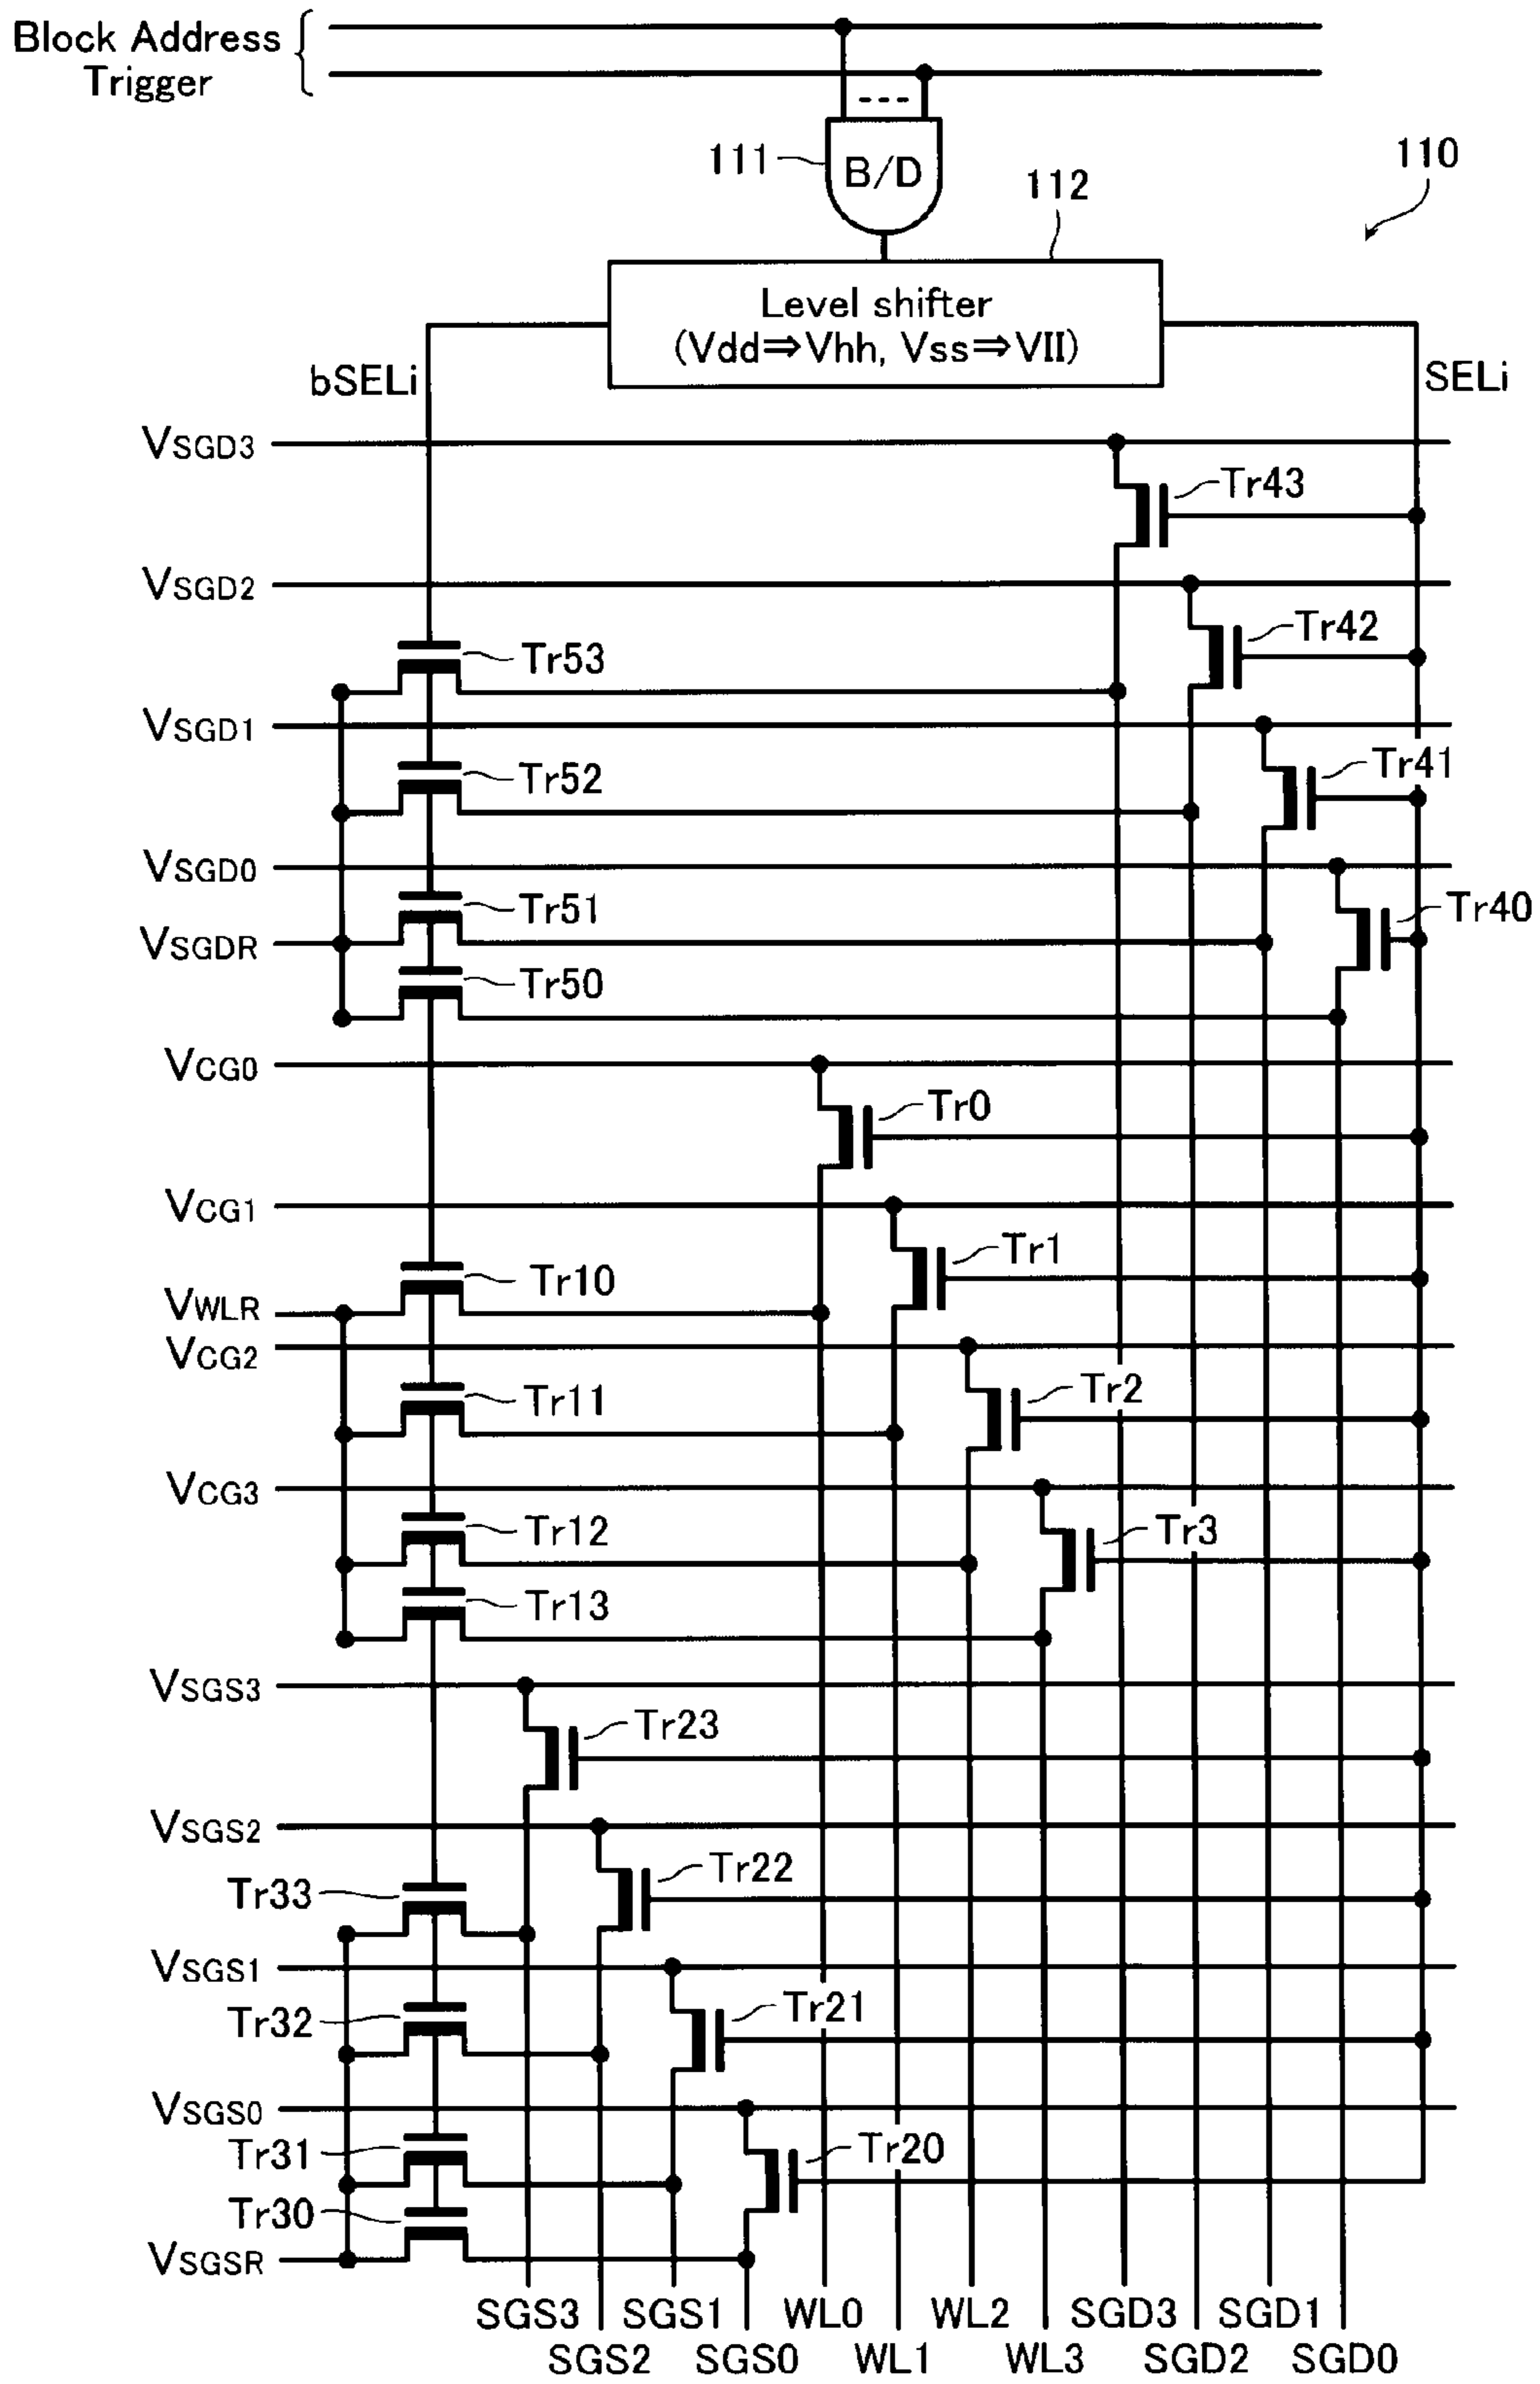 Block Address
Trigger
111
B/D
112
110
Level shifter
(Vdd⇒Vhh, Vss⇒VII)
bSELi
SELi
VSGD3
Tr43
VSGD2
Tr42
Tr53
VSGD1
Tr41
Tr52
VSGD0
Tr51
Tr40
VSGDR
Tr50
VCG0
Tr0
VCG1
Tr1
Tr10
VWLR
VCG2
Tr2
Tr11
VCG3
Tr12
Tr3
Tr13
VSGS3
Tr23
VSGS2
Tr22
Tr33
VSGS1
Tr21
Tr32
VSGS0
Tr31
Tr20
Tr30
VSGSR
SGS3 SGS1 WL0 WL2 SGD3 SGD1
SGS2 SGS0 WL1 WL3 SGD2 SGD0